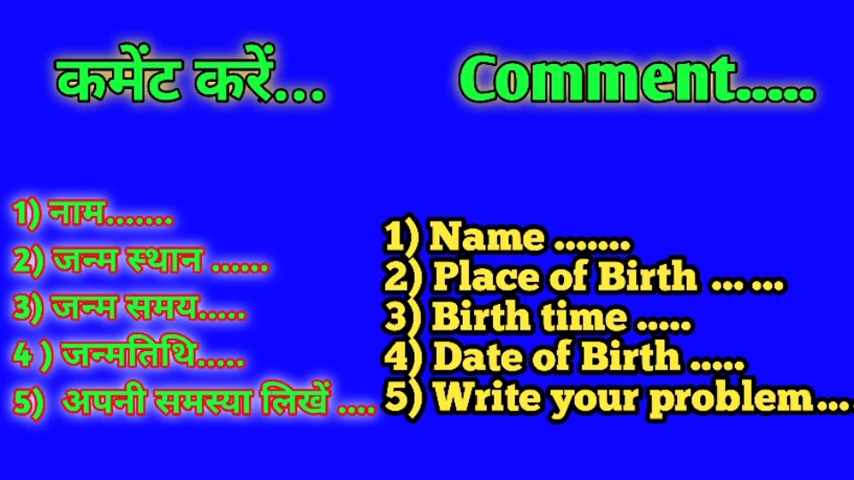 कमेंट करें...
1) नाम.......
2) जन्म स्थान ......
3) जन्म समय.....
4 ) जन्मतिथि.....
5) अपनी समस्या लिखें ....
Comment.....
1) Name .......
2) Place of Birth ... ...
3) Birth time .....
4) Date of Birth .....
5) Write your problem...